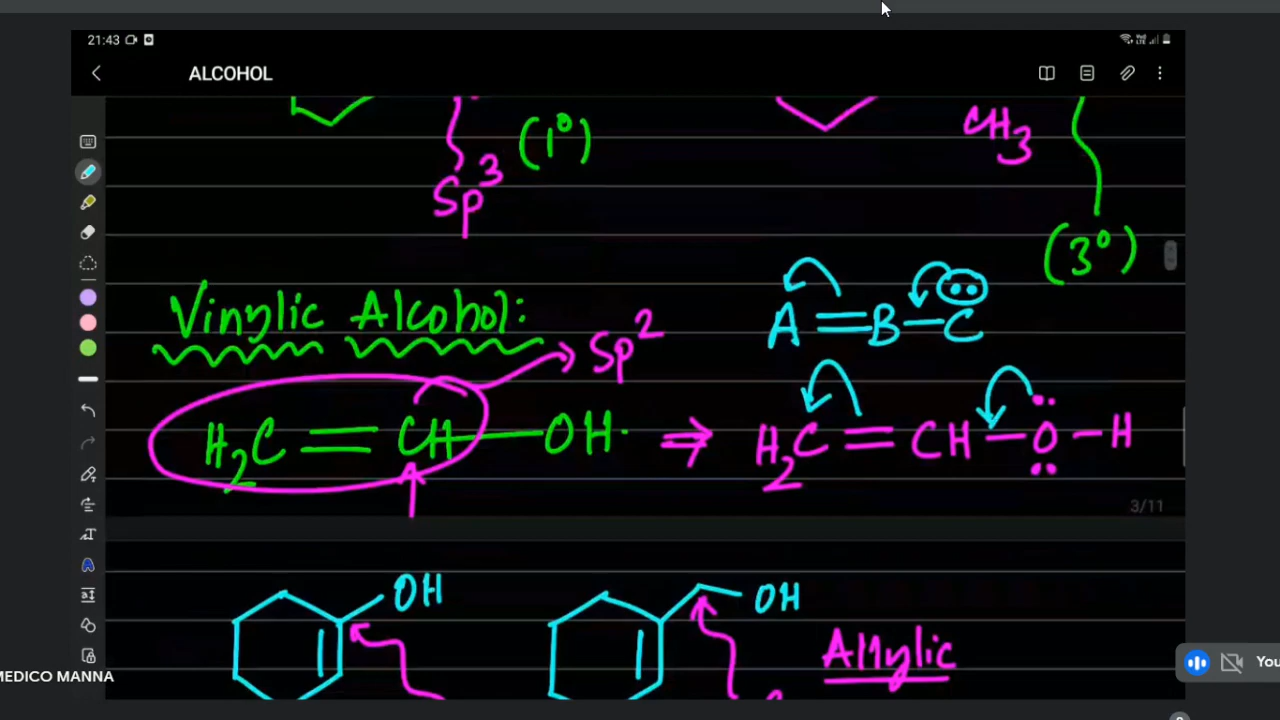 21:43
ALCOHOL
CH3
(1°)
Sp3
(3°)
Vinylic Alcohol:
A=B-C
Sp2
H2C=CH-OH ⇒ H2C=CH-O-H
3/11
OH
OH
Allylic
MEDICO MANNA
You